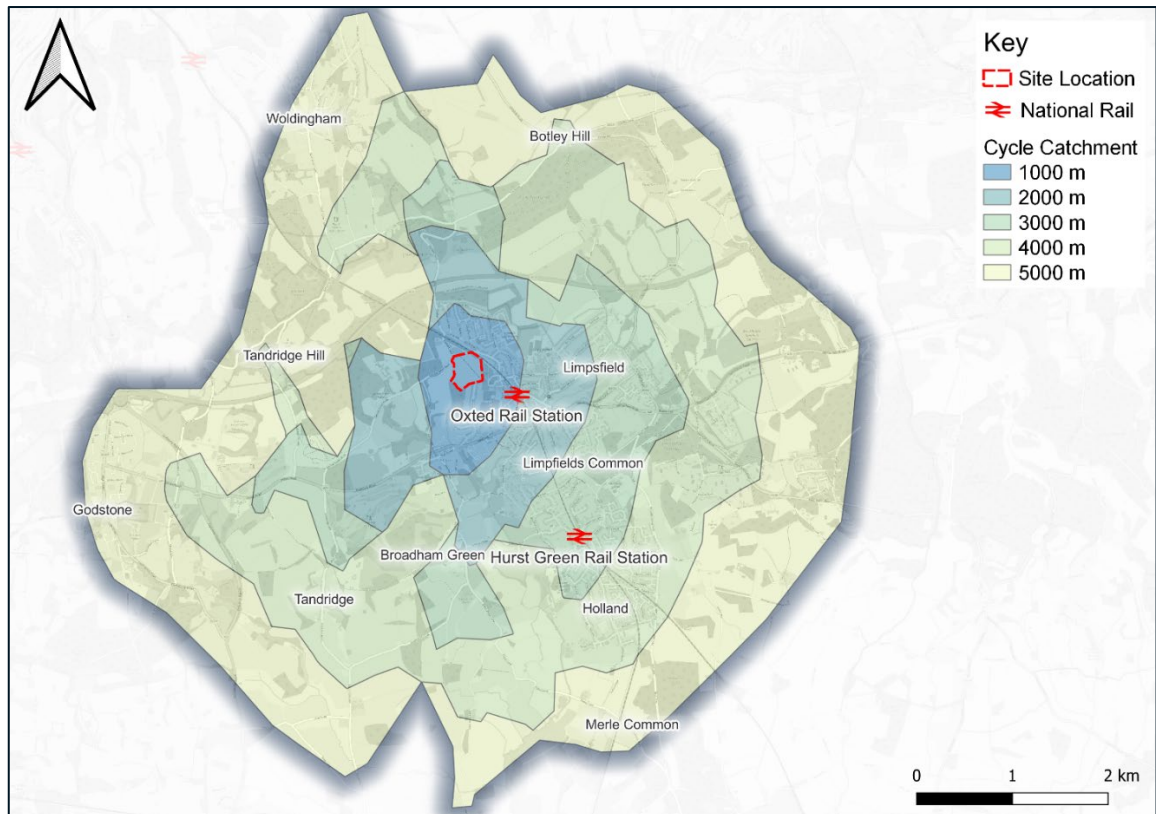 Key
Site Location
National Rail
Cycle Catchment
1000 m
2000 m
3000 m
4000 m
5000 m
Woldingham
Botley Hill
Tandridge Hill
Limpsfield
Oxted Rail Station
Limpfields Common
Godstone
Broadham Green
Hurst Green Rail Station
Tandridge
Holland
Merle Common
0 1 2 km